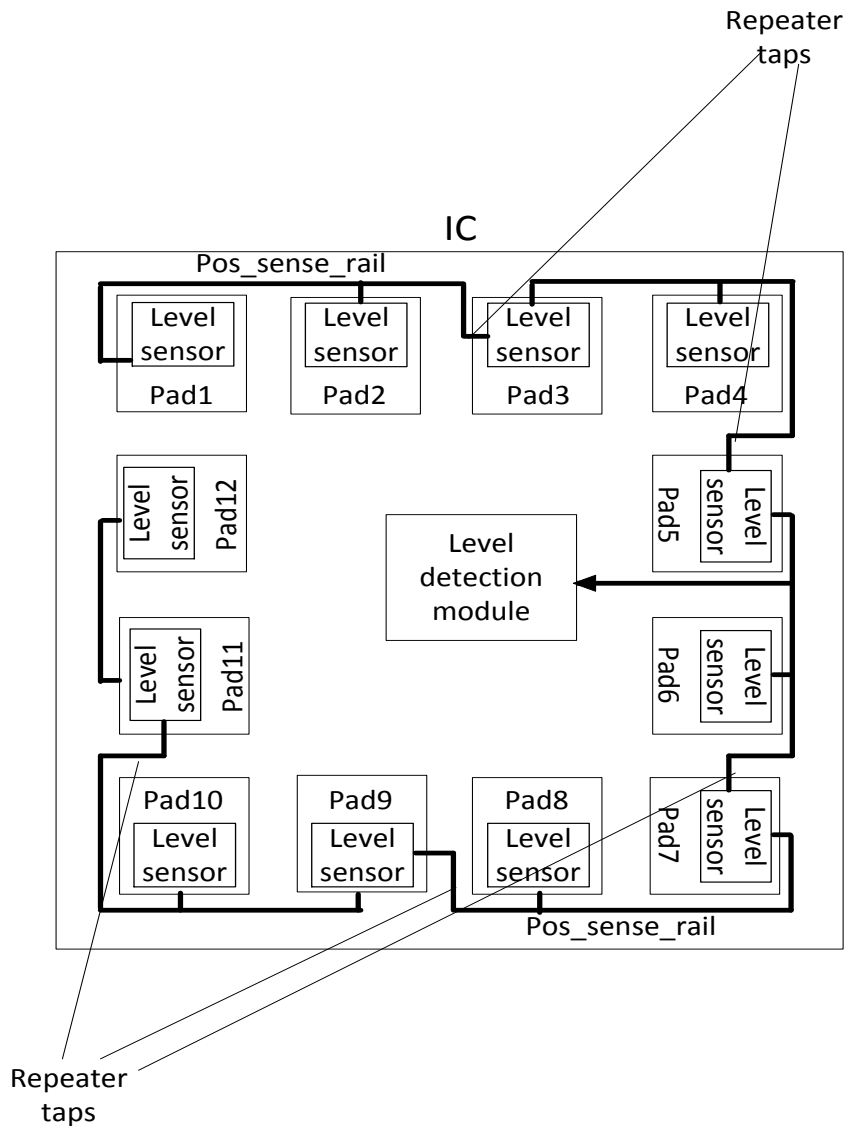 Repeater
taps
IC
Pos_sense_rail
Level
sensor
Pad1
Level
sensor
Pad2
Level
sensor
Pad3
Level
sensor
Pad4
Level
sensor
Pad12
Level
sensor
Pad5
Level
detection
module
Level
sensor
Pad11
Level
sensor
Pad6
Pad10
Level
sensor
Pad9
Level
sensor
Pad8
Level
sensor
Level
sensor
Pad7
Pos_sense_rail
Repeater
taps